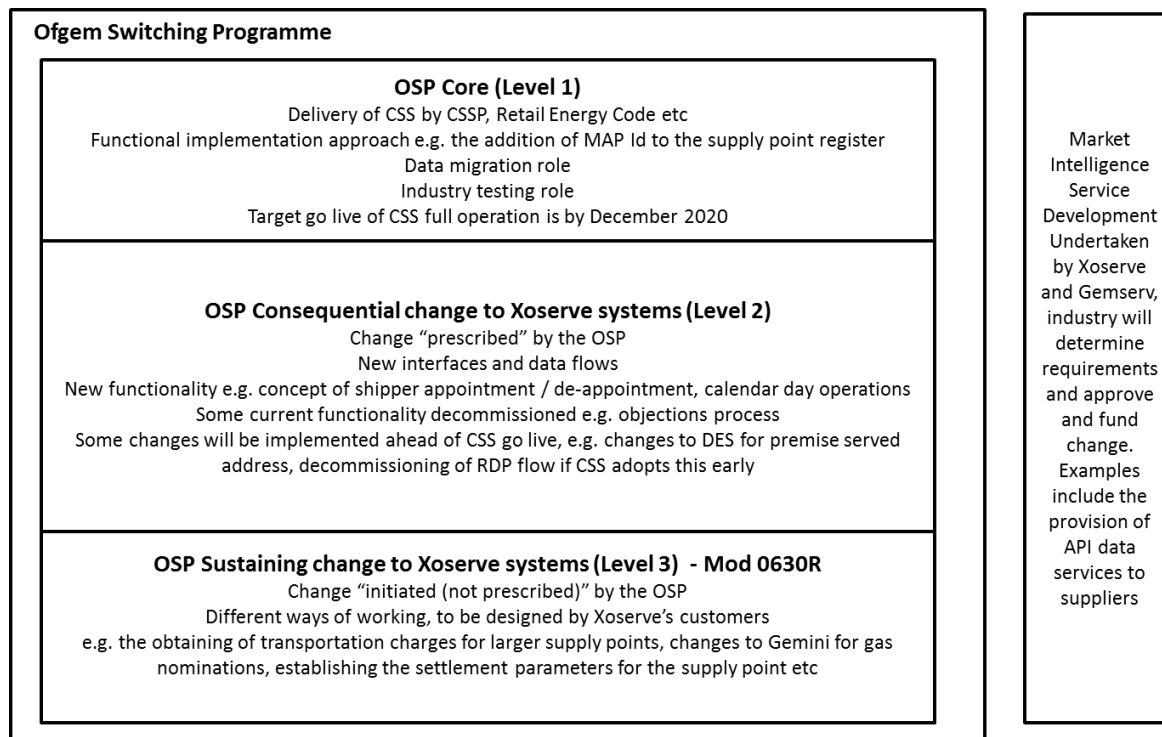 Ofgem Switching Programme
OSP Core (Level 1)
Delivery of CSS by CSSP, Retail Energy Code etc
Functional implementation approach e.g. the addition of MAP Id to the supply point register
Data migration role
Industry testing role
Target go live of CSS full operation is by December 2020
OSP Consequential change to Xoserve systems (Level 2)
Change “prescribed” by the OSP
New interfaces and data flows
New functionality e.g. concept of shipper appointment / de-appointment, calendar day operations
Some current functionality decommissioned e.g. objections process
Some changes will be implemented ahead of CSS go live, e.g. changes to DES for premise served
address, decommissioning of RDP flow if CSS adopts this early
OSP Sustaining change to Xoserve systems (Level 3)  - Mod 0630R
Change “initiated (not prescribed)” by the OSP
Different ways of working, to be designed by Xoserve’s customers
e.g. the obtaining of transportation charges for larger supply points, changes to Gemini for gas
nominations, establishing the settlement parameters for the supply point etc
Market
Intelligence
Service
Development
Undertaken
by Xoserve
and Gemserv,
industry will
determine
requirements
and approve
and fund
change.
Examples
include the
provision of
API data
services to
suppliers